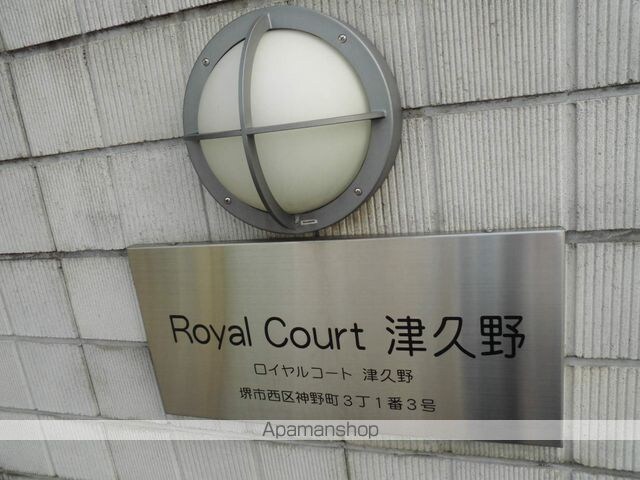 Royal Court 津久野
ロイヤルコート 津久野
堺市西区神野町3丁1番3号
Apamanshop